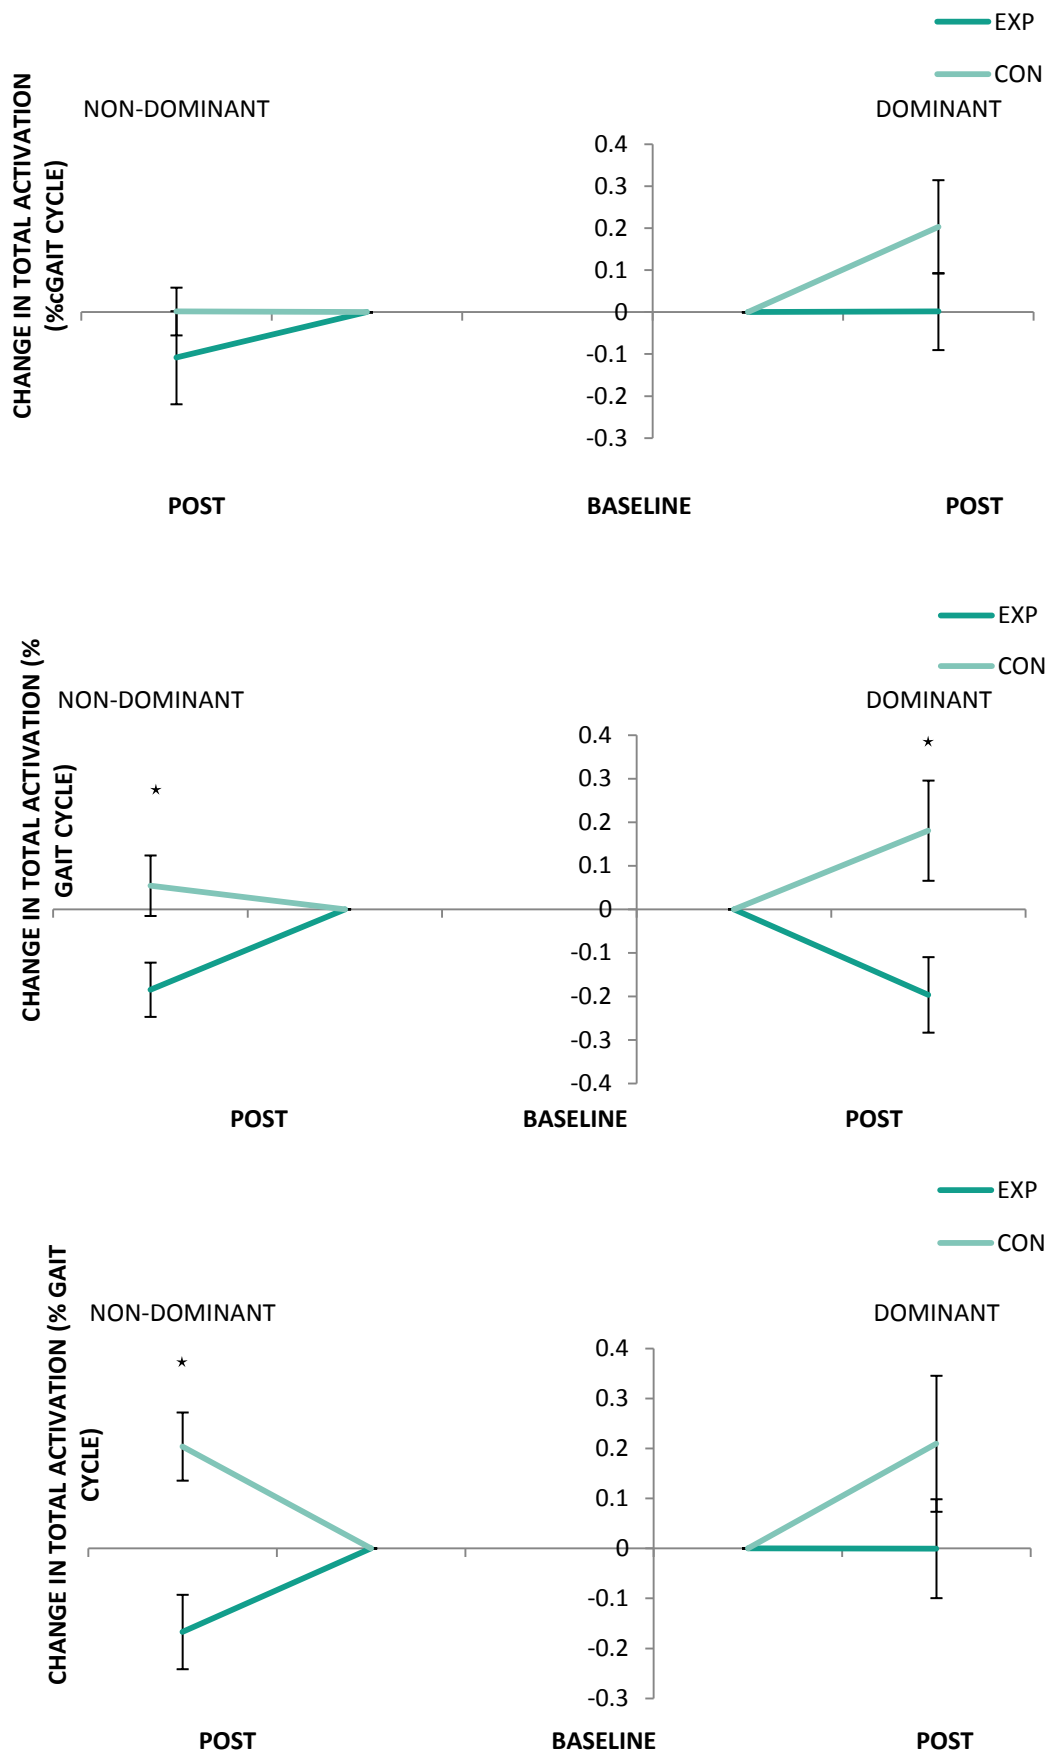 EXP
CON
NON-DOMINANT
DOMINANT
CHANGE IN TOTAL ACTIVATION
(%cGAIT CYCLE)
0.4
0.3
0.2
0.1
0
-0.1
-0.2
-0.3
POST
BASELINE
POST
EXP
CON
NON-DOMINANT
DOMINANT
CHANGE IN TOTAL ACTIVATION (%
GAIT CYCLE)
0.4
0.3
0.2
0.1
0
-0.1
-0.2
-0.3
-0.4
*
*
POST
BASELINE
POST
EXP
CON
NON-DOMINANT
DOMINANT
CHANGE IN TOTAL ACTIVATION (% GAIT
CYCLE)
*
0.4
0.3
0.2
0.1
0
-0.1
-0.2
-0.3
POST
BASELINE
POST